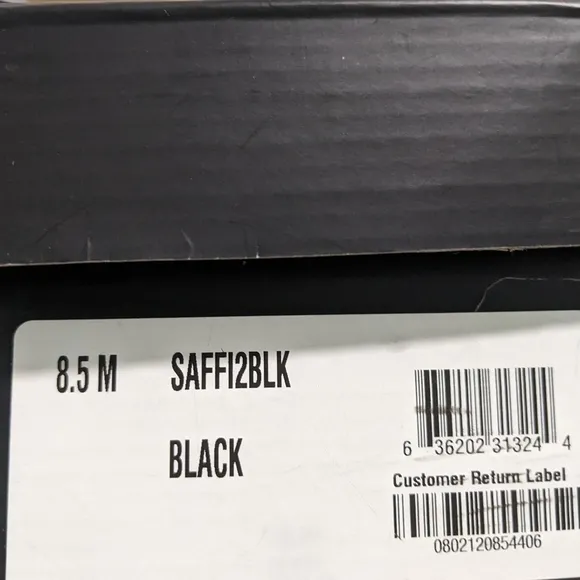 8.5 M SAFFI2BLK
BLACK
6 36202 31324 4
Customer Return Label
0802120854406